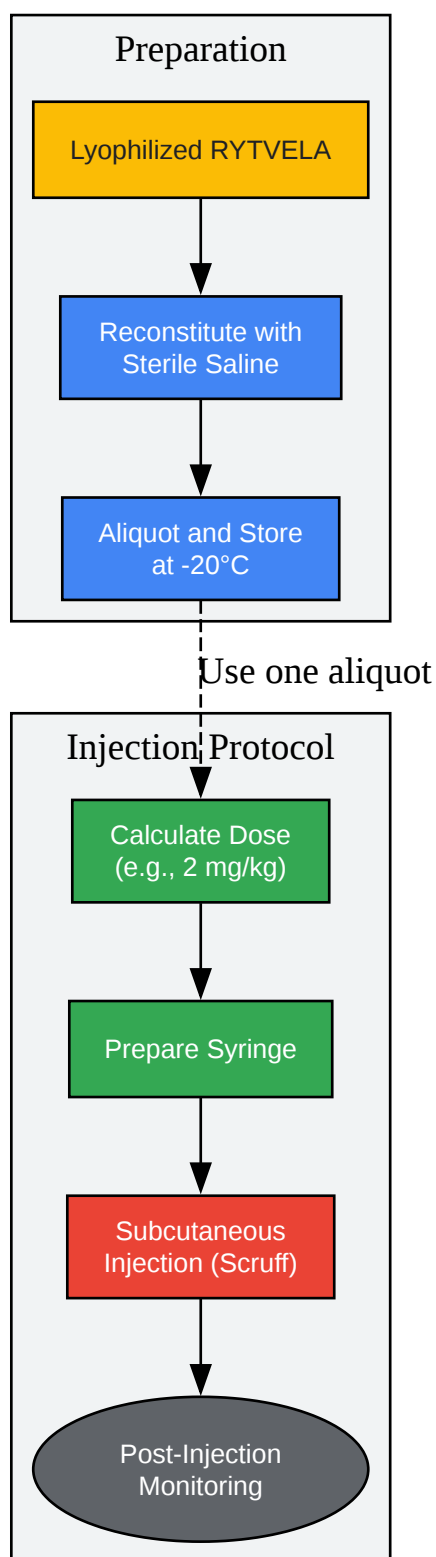 Preparation
Lyophilized RYTVELA
Reconstitute with
Sterile Saline
Aliquot and Store
at -20°C
Use one aliquot
Injection Protocol
Calculate Dose
(e.g., 2 mg/kg)
Prepare Syringe
Subcutaneous
Injection (Scruff)
Post-Injection
Monitoring